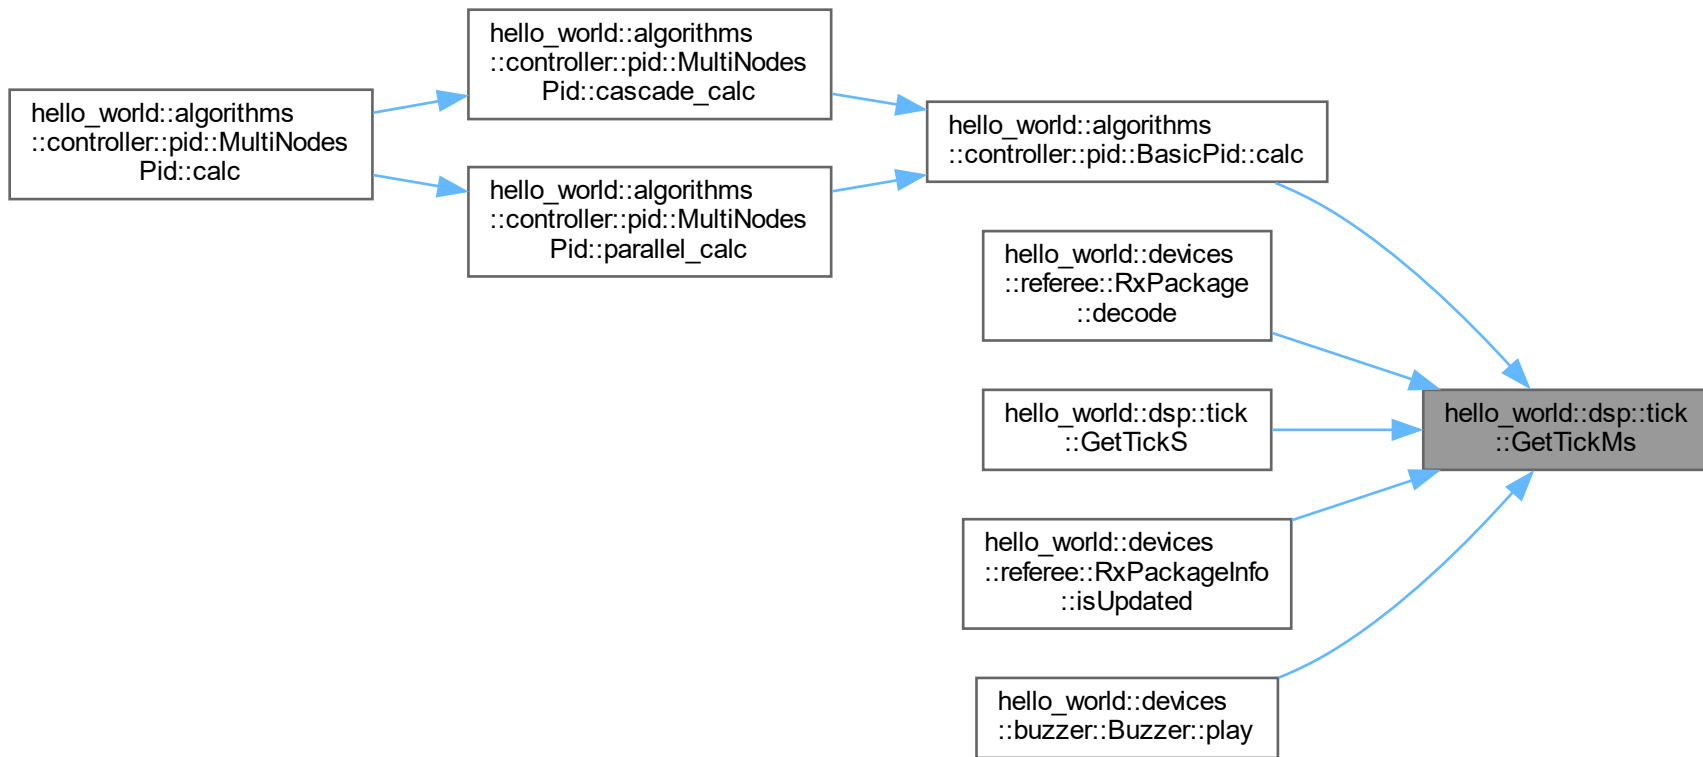 hello_world::algorithms
::controller::pid::MultiNodes
Pid::calc
hello_world::algorithms
::controller::pid::MultiNodes
Pid::cascade_calc
hello_world::algorithms
::controller::pid::MultiNodes
Pid::parallel_calc
hello_world::algorithms
::controller::pid::BasicPid::calc
hello_world::devices
::referee::RxPackage
::decode
hello_world::dsp::tick
::GetTickS
hello_world::devices
::referee::RxPackageInfo
::isUpdated
hello_world::devices
::buzzer::Buzzer::play
hello_world::dsp::tick
::GetTickMs